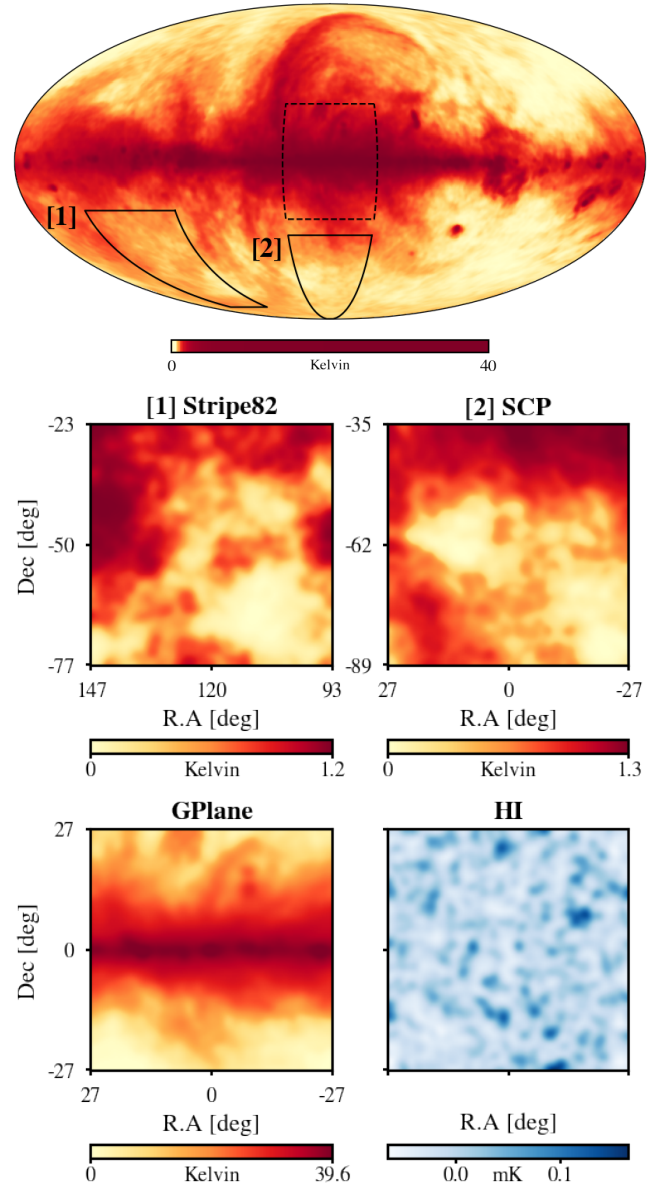 [1]
[2]
0 Kelvin 40
[1] Stripe82 [2] SCP
-23 -35
-50 -62
-77 -89
Dec [deg]
147 120 93 27 0 -27
R.A [deg] R.A [deg]
0 Kelvin 1.2 0 Kelvin 1.3
GPlane HI
27
0
-27
Dec [deg]
27 0 -27
R.A [deg] R.A [deg]
0 Kelvin 39.6 0.0 mK 0.1